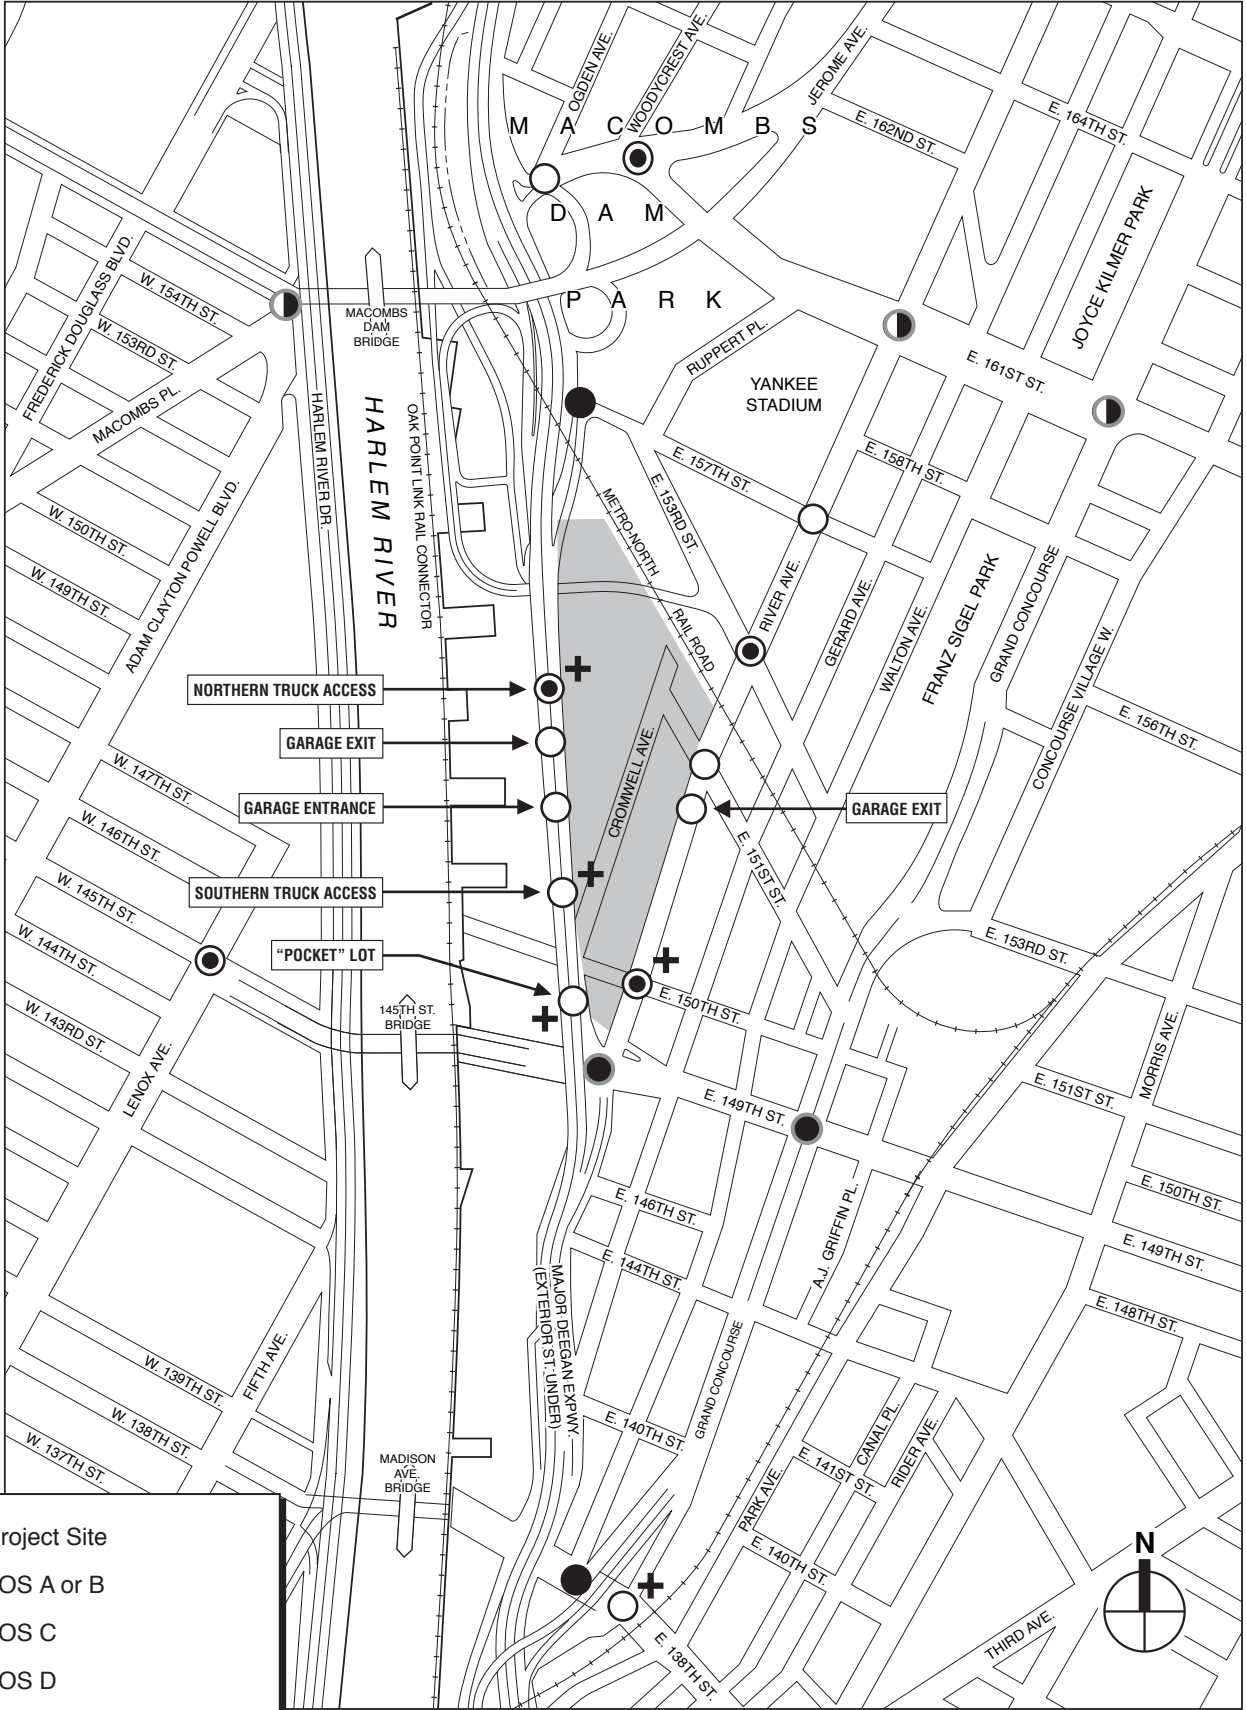 OGDEN AVE.
WOODYCREST AVE.
JEROME AVE.
MACOMBS
E. 162ND ST.
E. 164TH ST.
DAM
JOYCE KILMER PARK
FREDERICK DOUGLASS BLVD.
W. 154TH ST.
PARK
MACOMBS
DAM
BRIDGE
W. 153RD ST.
RUPPERT PL.
E. 161ST ST.
MACOMBS PL.
YANKEE
STADIUM
HARLEM RIVER DR.
HARLEM RIVER
OAK POINT LINK RAIL CONNECTOR
E. 157TH ST.
E. 158TH ST.
W. 150TH ST.
ADAM CLAYTON POWELL BLVD.
METRO-NORTH
RAIL ROAD
E. 153RD ST.
W. 149TH ST.
RIVER AVE.
GERARD AVE.
WALTON AVE.
FRANZ SIGEL PARK
GRAND CONCOURSE
CONCOURSE VILLAGE W.
NORTHERN TRUCK ACCESS
E. 156TH ST.
GARAGE EXIT
CROMWELL AVE.
W. 147TH ST.
GARAGE ENTRANCE
GARAGE EXIT
W. 146TH ST.
E. 151ST ST.
SOUTHERN TRUCK ACCESS
W. 145TH ST.
W. 144TH ST.
“POCKET” LOT
E. 153RD ST.
E. 150TH ST.
145TH ST.
BRIDGE
W. 143RD ST.
LENOX AVE.
MORRIS AVE.
E. 151ST ST.
E. 149TH ST.
E. 146TH ST.
A.J. GRIFFIN PL.
E. 150TH ST.
E. 149TH ST.
E. 144TH ST.
MAJOR DEEGAN EXPWY.
(EXTERIOR ST. UNDER)
E. 148TH ST.
GRAND CONCOURSE
FIFTH AVE.
W. 139TH ST.
W. 138TH ST.
W. 137TH ST.
E. 140TH ST.
CANAL PL.
RIDER AVE.
E. 141ST ST.
MADISON
AVE.
BRIDGE
PARK AVE.
E. 140TH ST.
N
THIRD AVE.
E. 138TH ST.
roject Site
OS A or B
OS C
OS D